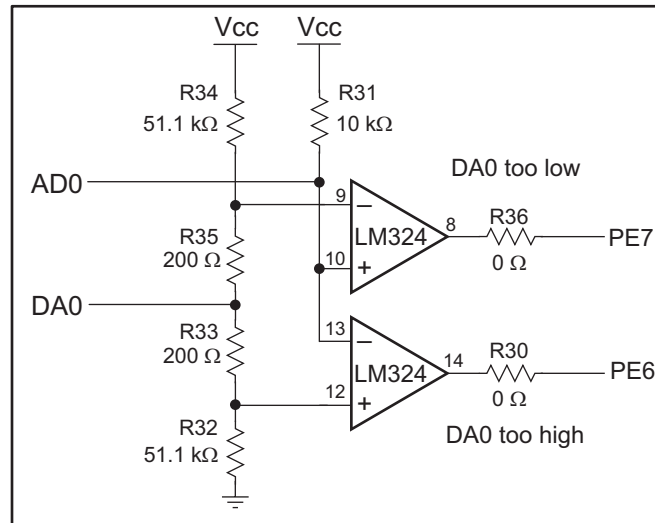 Vcc Vcc
R34
51.1 kΩ
R31
10 kΩ
AD0
DA0 too low
9
−
8
LM324
R36
0 Ω
PE7
10
+
R35
200 Ω
DA0
R33
200 Ω
13
−
14
LM324
R30
0 Ω
PE6
12
+
R32
51.1 kΩ
DA0 too high